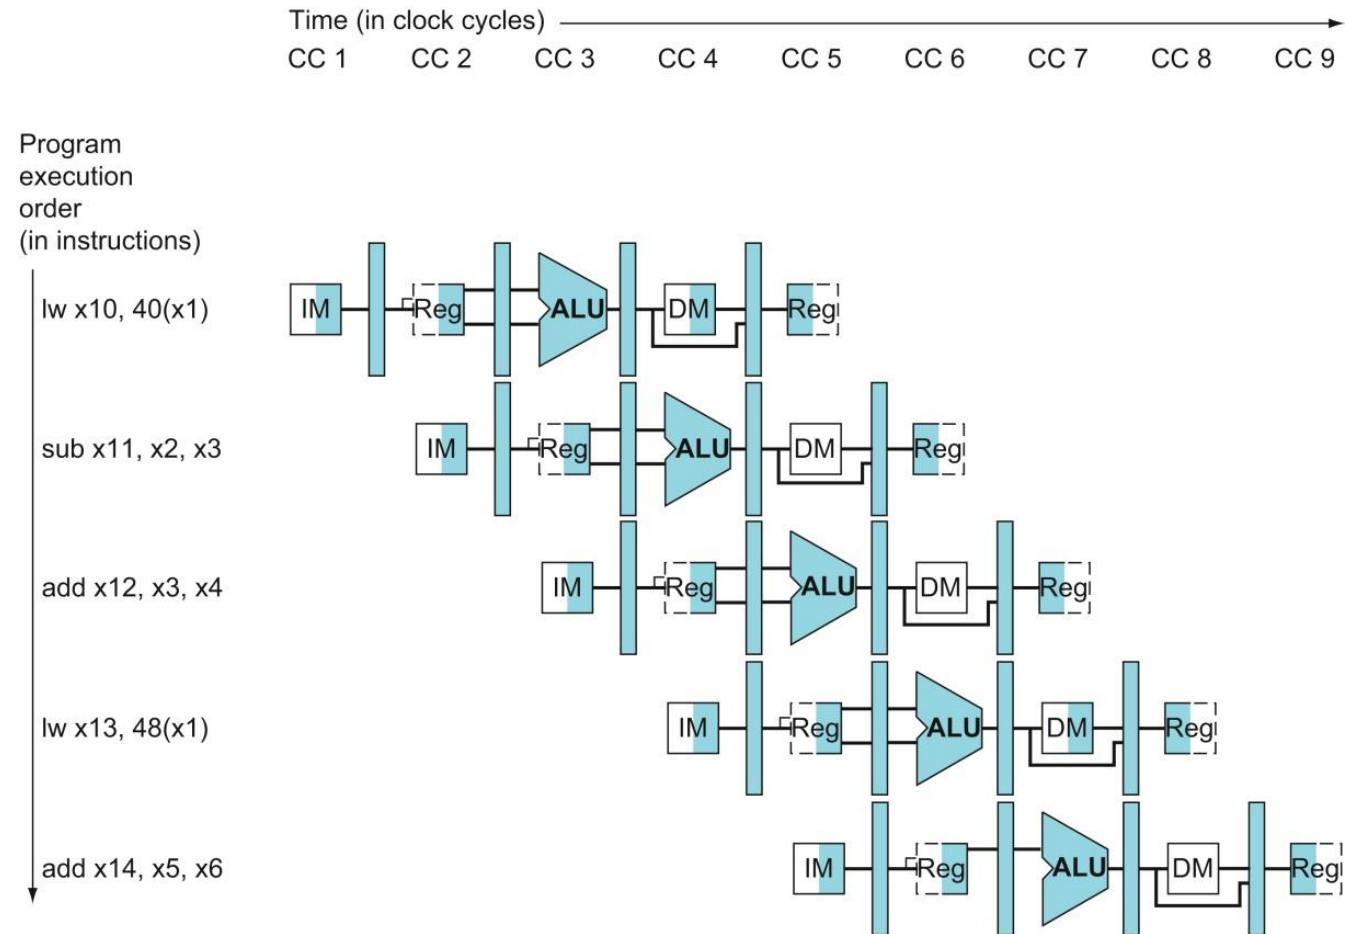 Time (in clock cycles)
CC 1 CC 2 CC 3 CC 4 CC 5 CC 6 CC 7 CC 8 CC 9
Program
execution
order
(in instructions)
lw x10, 40(x1) IM Reg ALU DM Reg
sub x11, x2, x3 IM Reg ALU DM Reg
add x12, x3, x4 IM Reg ALU DM Reg
lw x13, 48(x1) IM Reg ALU DM Reg
add x14, x5, x6 IM Reg ALU DM Reg